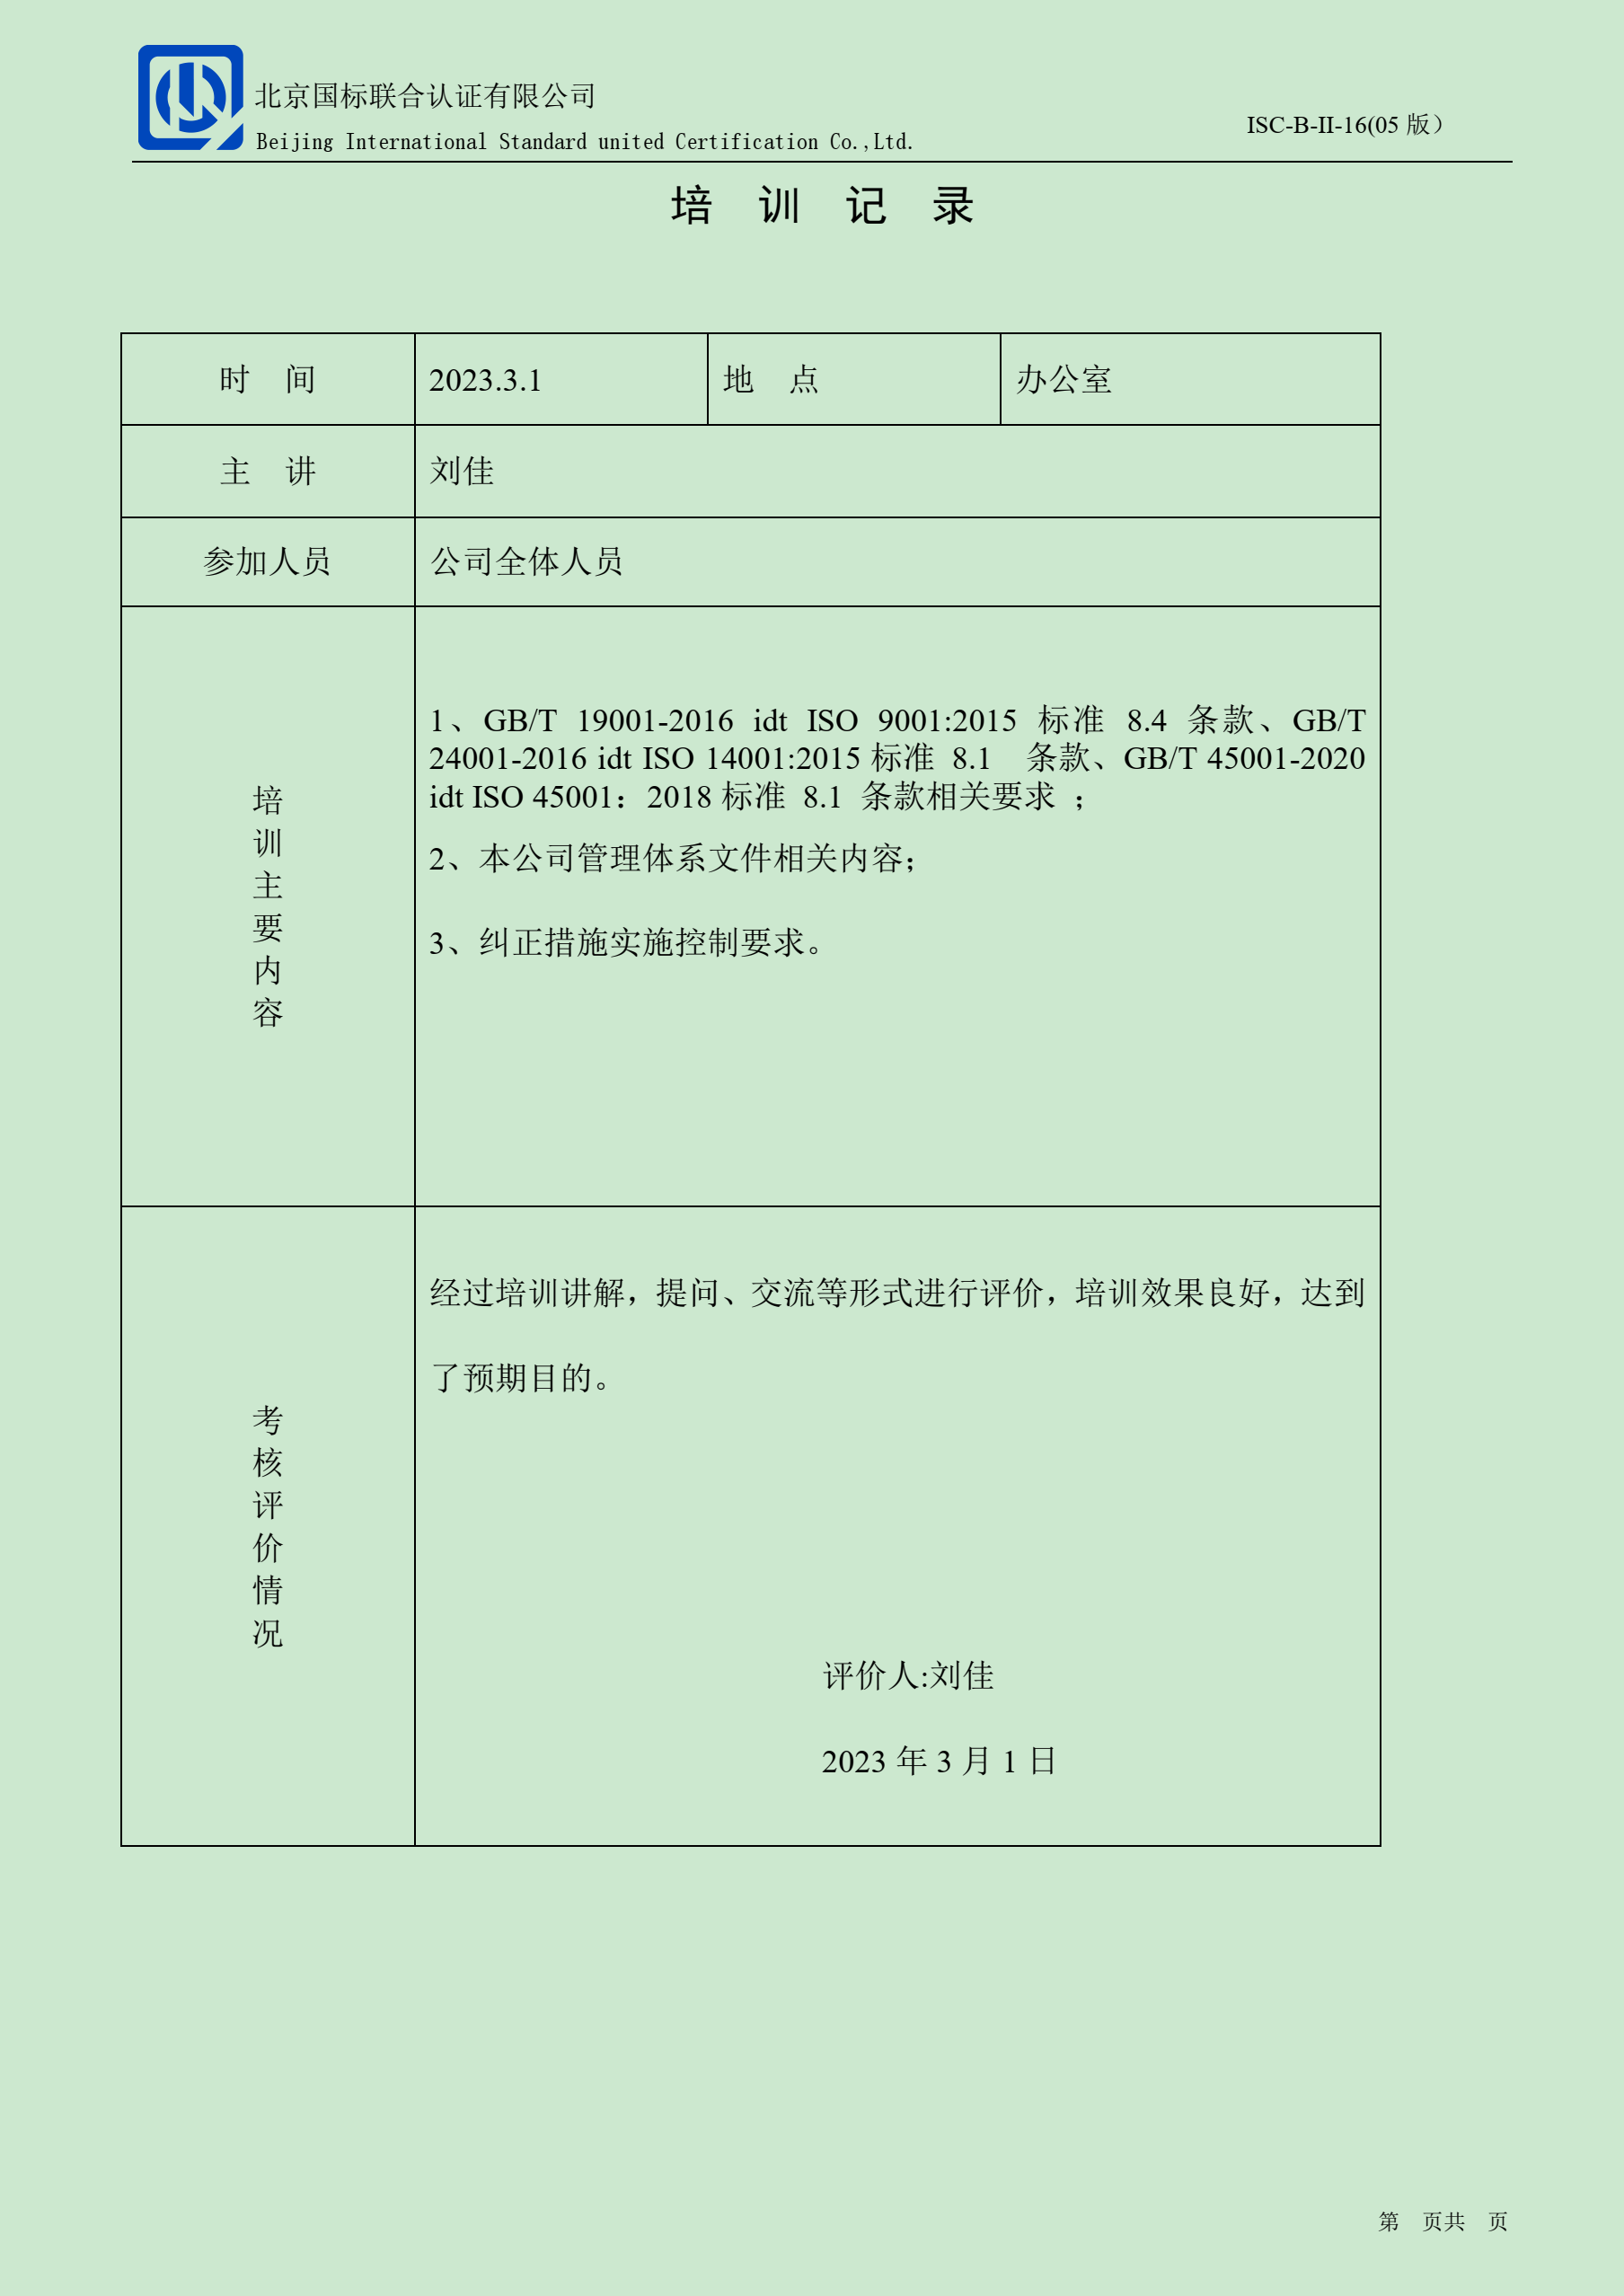 北京国标联合认证有限公司
Beijing International Standard united Certification Co.,Ltd.
ISC-B-II-16(05 版）
培 训 记 录
时 间 2023.3.1 地 点 办公室
主 讲 刘佳
参加人员 公司全体人员
培训主要内容
1、GB/T 19001-2016 idt ISO 9001:2015 标准 8.4 条款、GB/T
24001-2016 idt ISO 14001:2015 标准 8.1 条款、GB/T 45001-2020
idt ISO 45001：2018 标准 8.1 条款相关要求 ；
2、本公司管理体系文件相关内容；
3、纠正措施实施控制要求。
考核评价情况
经过培训讲解，提问、交流等形式进行评价，培训效果良好，达到
了预期目的。
评价人:刘佳
2023 年 3 月 1 日
第 页共 页